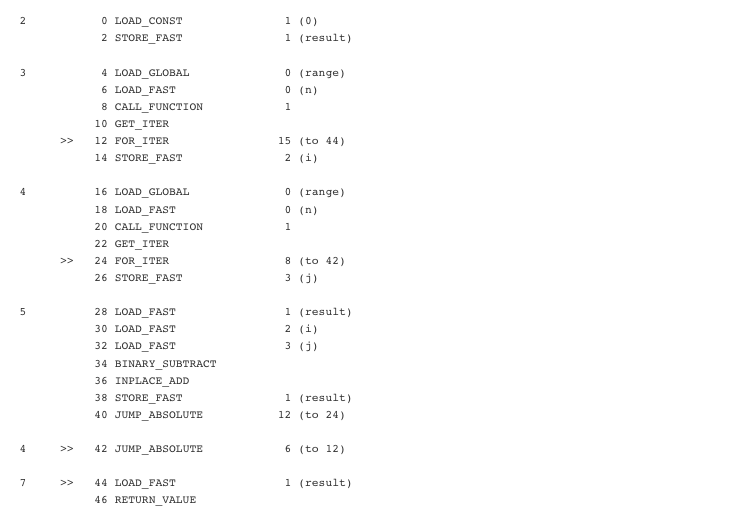 2 0 LOAD_CONST 1 (0)
2 STORE_FAST 1 (result)
3 4 LOAD_GLOBAL 0 (range)
6 LOAD_FAST 0 (n)
8 CALL_FUNCTION 1
10 GET_ITER
>> 12 FOR_ITER 15 (to 44)
14 STORE_FAST 2 (i)
4 16 LOAD_GLOBAL 0 (range)
18 LOAD_FAST 0 (n)
20 CALL_FUNCTION 1
22 GET_ITER
>> 24 FOR_ITER 8 (to 42)
26 STORE_FAST 3 (j)
5 28 LOAD_FAST 1 (result)
30 LOAD_FAST 2 (i)
32 LOAD_FAST 3 (j)
34 BINARY_SUBTRACT
36 INPLACE_ADD
38 STORE_FAST 1 (result)
40 JUMP_ABSOLUTE 12 (to 24)
4 >> 42 JUMP_ABSOLUTE 6 (to 12)
7 >> 44 LOAD_FAST 1 (result)
46 RETURN_VALUE